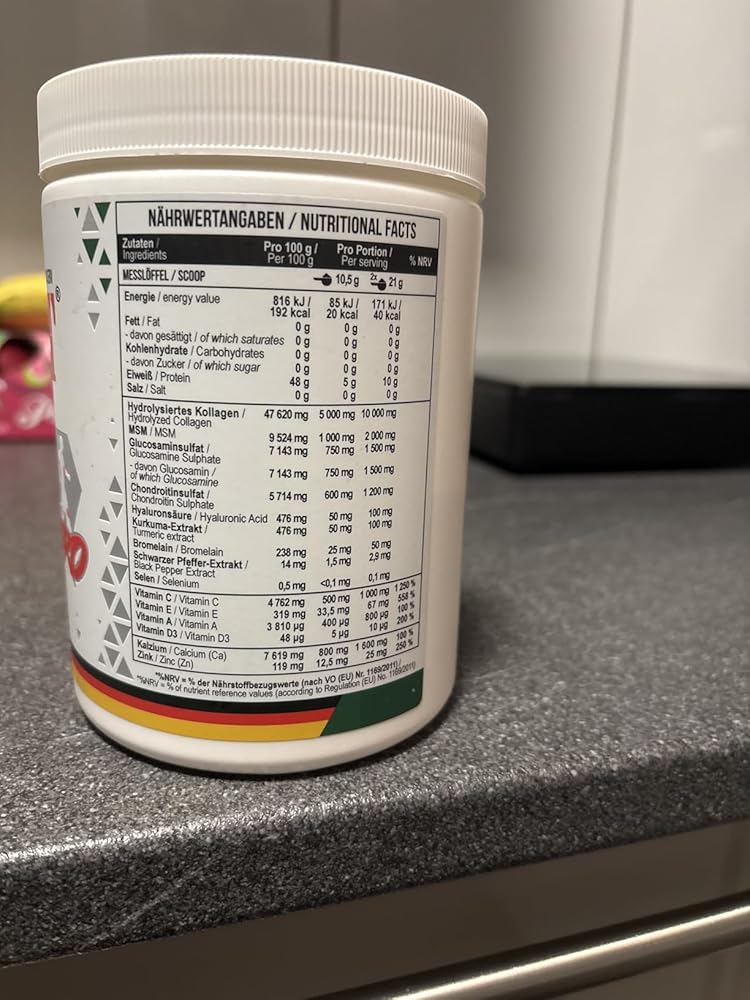 NÄHRWERTANGABEN / NUTRITIONAL FACTS
Zutaten / Pro 100 g / Pro Portion / % NRV
Ingredients Per 100 g Per serving
MESSLÖFFEL / SCOOP 10,5 g 2x 21 g
Energie / energy value 816 kJ / 85 kJ / 171 kJ /
192 kcal 20 kcal 40 kcal
Fett / Fat 0 g 0 g 0 g
- davon gesättigt / of which saturates 0 g 0 g 0 g
Kohlenhydrate / Carbohydrates 0 g 0 g 0 g
- davon Zucker / of which sugar 0 g 0 g 0 g
Eiweiß / Protein 48 g 5 g 10 g
Salz / Salt 0 g 0 g 0 g
Hydrolysiertes Kollagen / 47 620 mg 5 000 mg 10 000 mg
Hydrolyzed Collagen
MSM / MSM 9 524 mg 1 000 mg 2 000 mg
Glucosaminsulfat / 7 143 mg 750 mg 1 500 mg
Glucosamine Sulphate
- davon Glucosamin / 7 143 mg 750 mg 1 500 mg
of which Glucosamine
Chondroitinsulfat / 5 714 mg 600 mg 1 200 mg
Chondroitin Sulphate
Hyaluronsäure / Hyaluronic Acid 476 mg 50 mg 100 mg
Kurkuma-Extrakt / 476 mg 50 mg 100 mg
Turmeric extract
Bromelain / Bromelain 238 mg 25 mg 50 mg
Schwarzer Pfeffer-Extrakt / 14 mg 1,5 mg 2,9 mg
Black Pepper Extract
Selen / Selenium 0,5 mg <0,1 mg 0,1 mg
Vitamin C / Vitamin C 4 762 mg 500 mg 1 000 mg 1 250 %
Vitamin E / Vitamin E 319 mg 33,5 mg 67 mg 558 %
Vitamin A / Vitamin A 3 810 µg 400 µg 800 µg 100 %
Vitamin D3 / Vitamin D3 48 µg 5 µg 10 µg 200 %
Kalzium / Calcium (Ca) 7 619 mg 800 mg 1 600 mg 100 %
Zink / Zinc (Zn) 119 mg 12,5 mg 25 mg 250 %
*%NRV = % der Nährstoffbezugswerte (nach VO (EU) Nr. 1169/2011) /
*%NRV = % of nutrient reference values (according to Regulation (EU) No. 1169/2011)